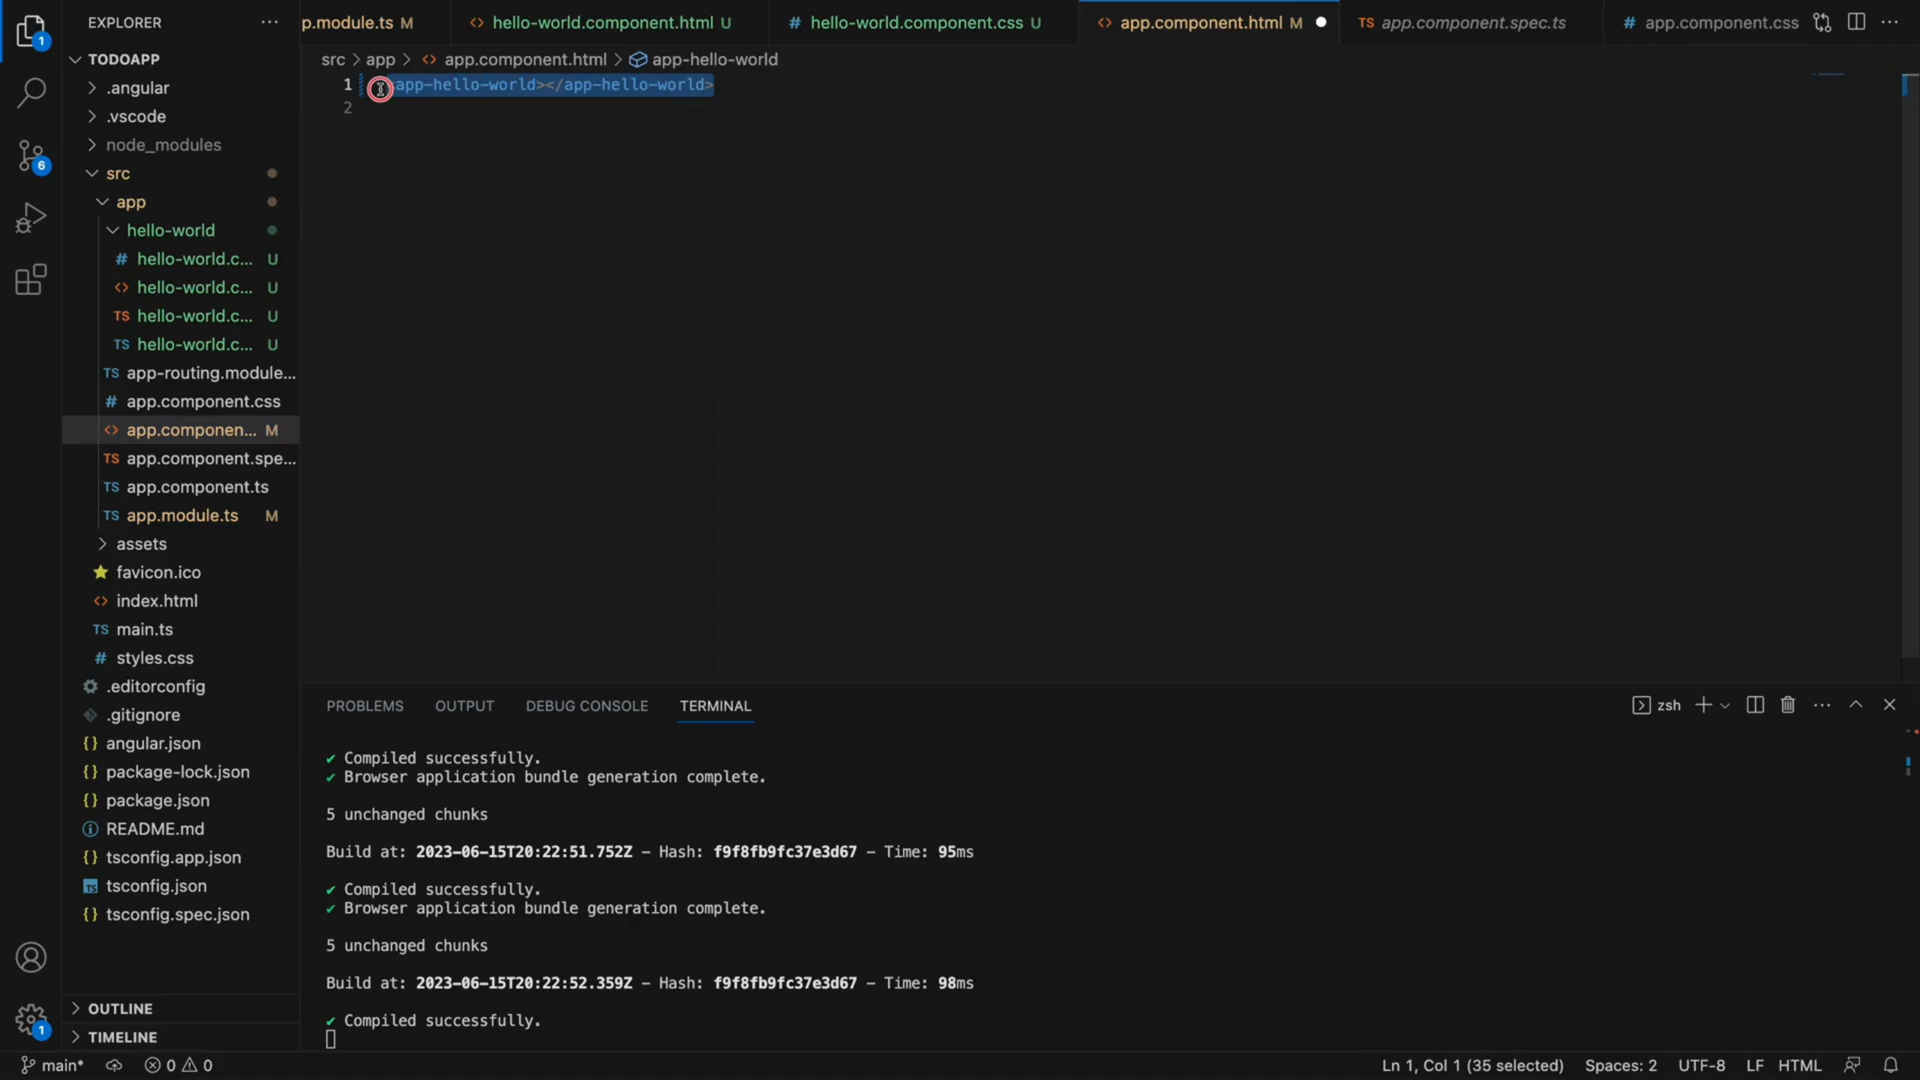 EXPLORER
TODOAPP
.angular
.vscode
node_modules
src
app
hello-world
hello-world.c... U
hello-world.c... U
hello-world.c... U
hello-world.c... U
app-routing.module...
app.component.css
app.componen... M
app.component.spe...
app.component.ts
app.module.ts M
assets
favicon.ico
index.html
main.ts
styles.css
.editorconfig
.gitignore
angular.json
package-lock.json
package.json
README.md
tsconfig.app.json
tsconfig.json
tsconfig.spec.json
OUTLINE
TIMELINE
p.module.ts M
hello-world.component.html U
hello-world.component.css U
app.component.html M
app.component.spec.ts
app.component.css
src > app > app.component.html > app-hello-world
1 app-hello-world></app-hello-world>
2
PROBLEMS OUTPUT DEBUG CONSOLE TERMINAL
zsh
✔ Compiled successfully.
✔ Browser application bundle generation complete.
5 unchanged chunks
Build at: 2023-06-15T20:22:51.752Z - Hash: f9f8fb9fc37e3d67 - Time: 95ms
✔ Compiled successfully.
✔ Browser application bundle generation complete.
5 unchanged chunks
Build at: 2023-06-15T20:22:52.359Z - Hash: f9f8fb9fc37e3d67 - Time: 98ms
✔ Compiled successfully.
1
6
1
main* 0 0
Ln 1, Col 1 (35 selected) Spaces: 2 UTF-8 LF HTML